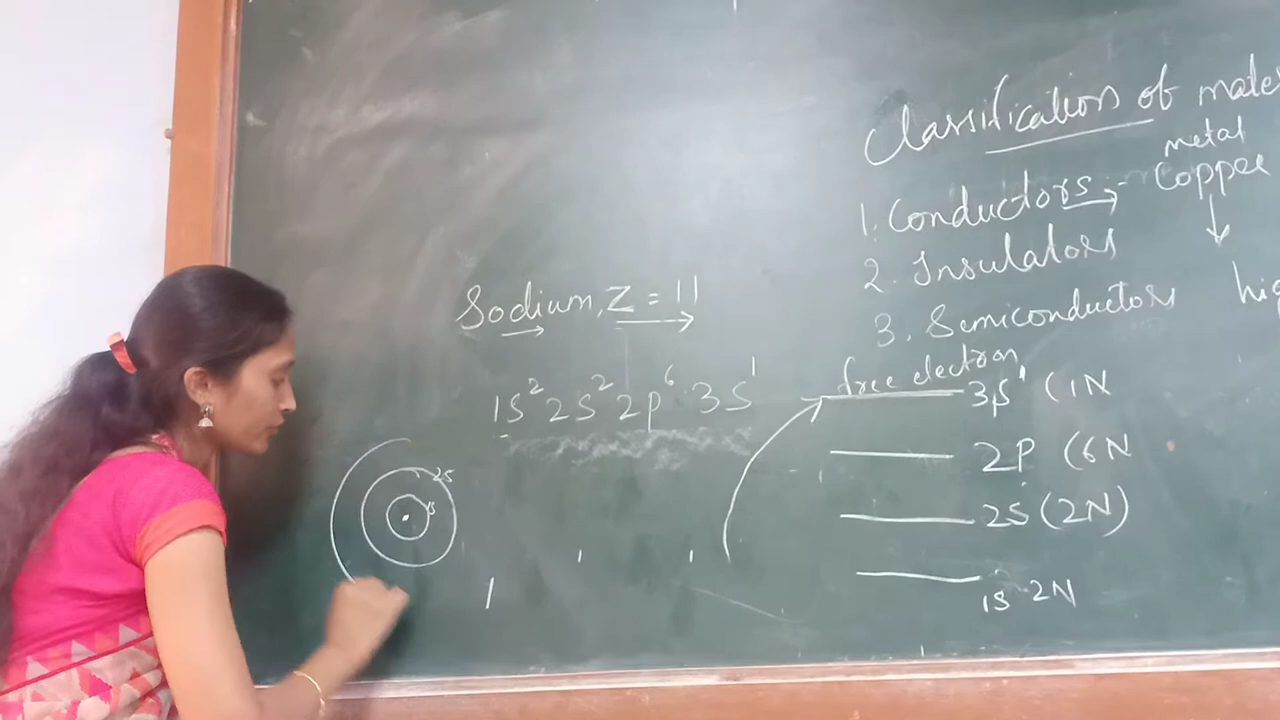 Classification of mate
metal
1. Conductors - Copper
2. Insulators
3. Semiconductors
Sodium, Z = 11
1s² 2s² 2p⁶ 3s¹
free electron
3s¹ (1N
2p (6N
2s (2N)
1s 2N
2s